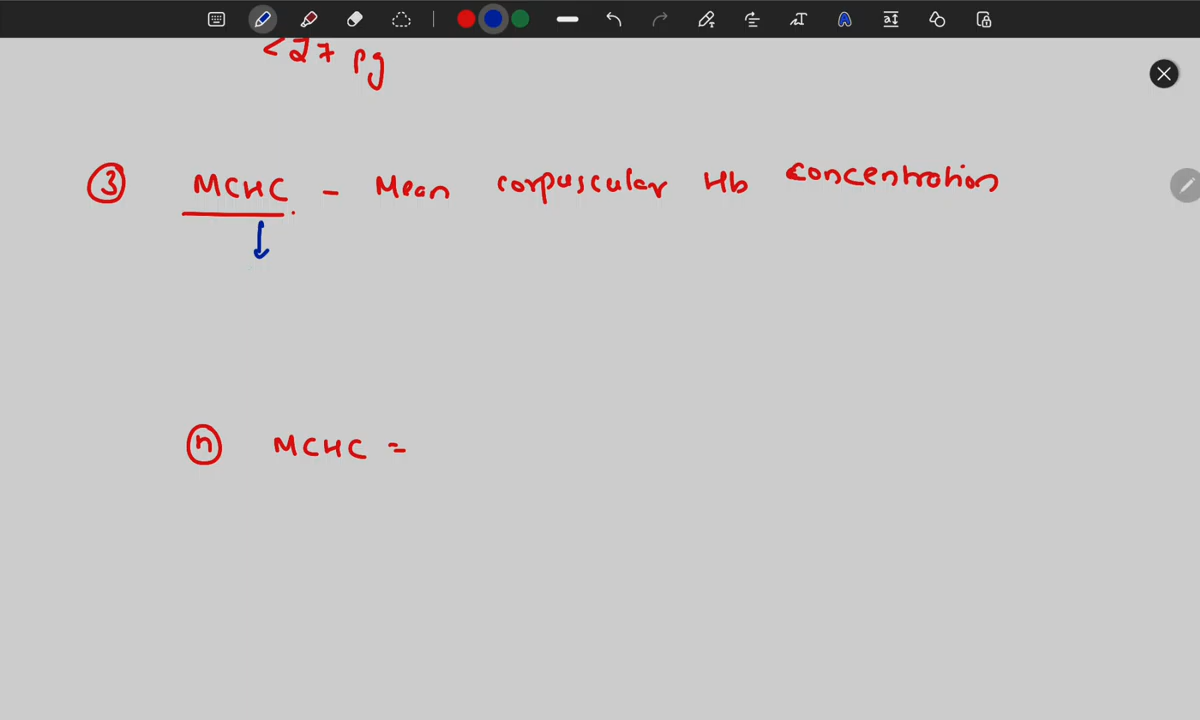 < 27 pg
③ MCHC - Mean corpuscular Hb concentration
↓
ⓝ MCHC =